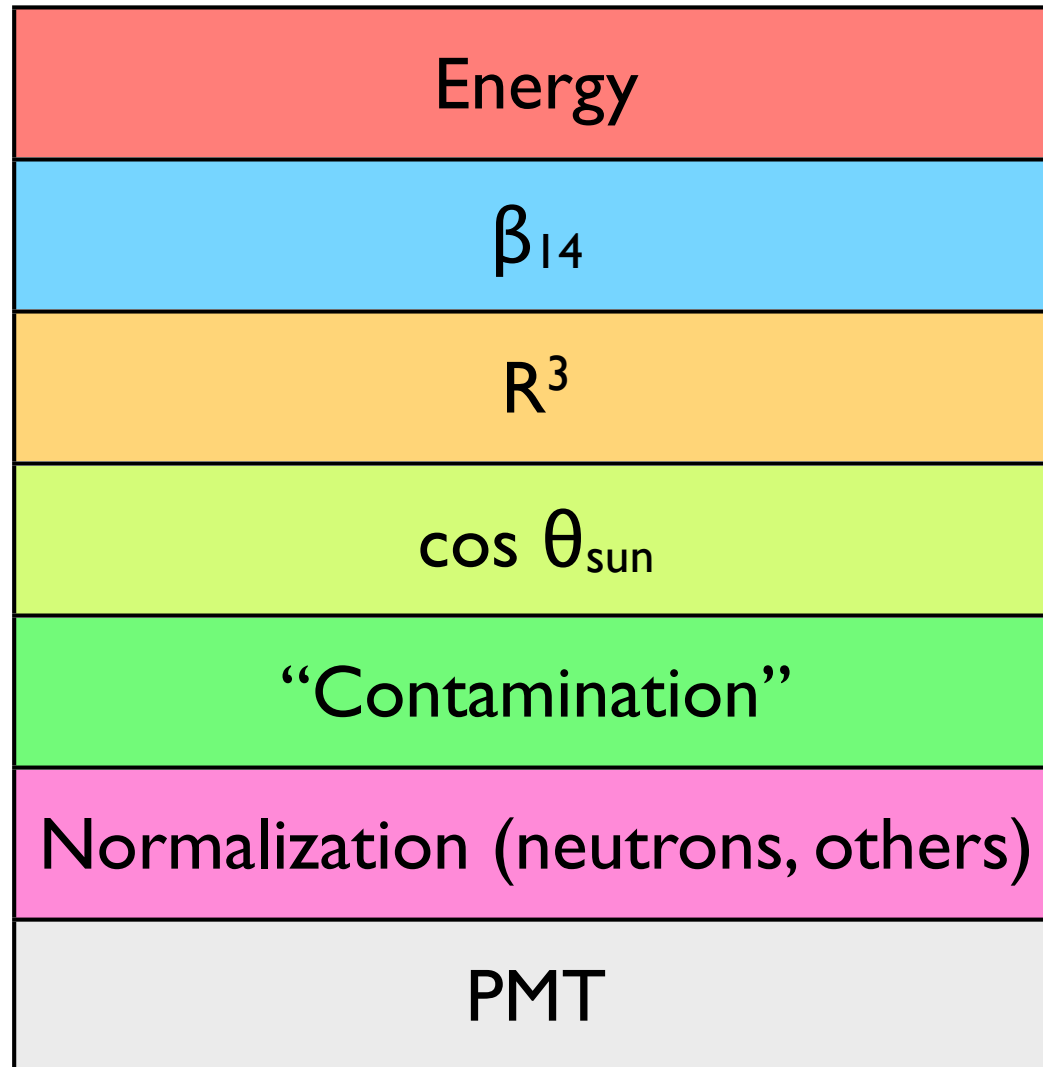 Energy
β₁₄
R³
cos θₛᵤₙ
“Contamination”
Normalization (neutrons, others)
PMT